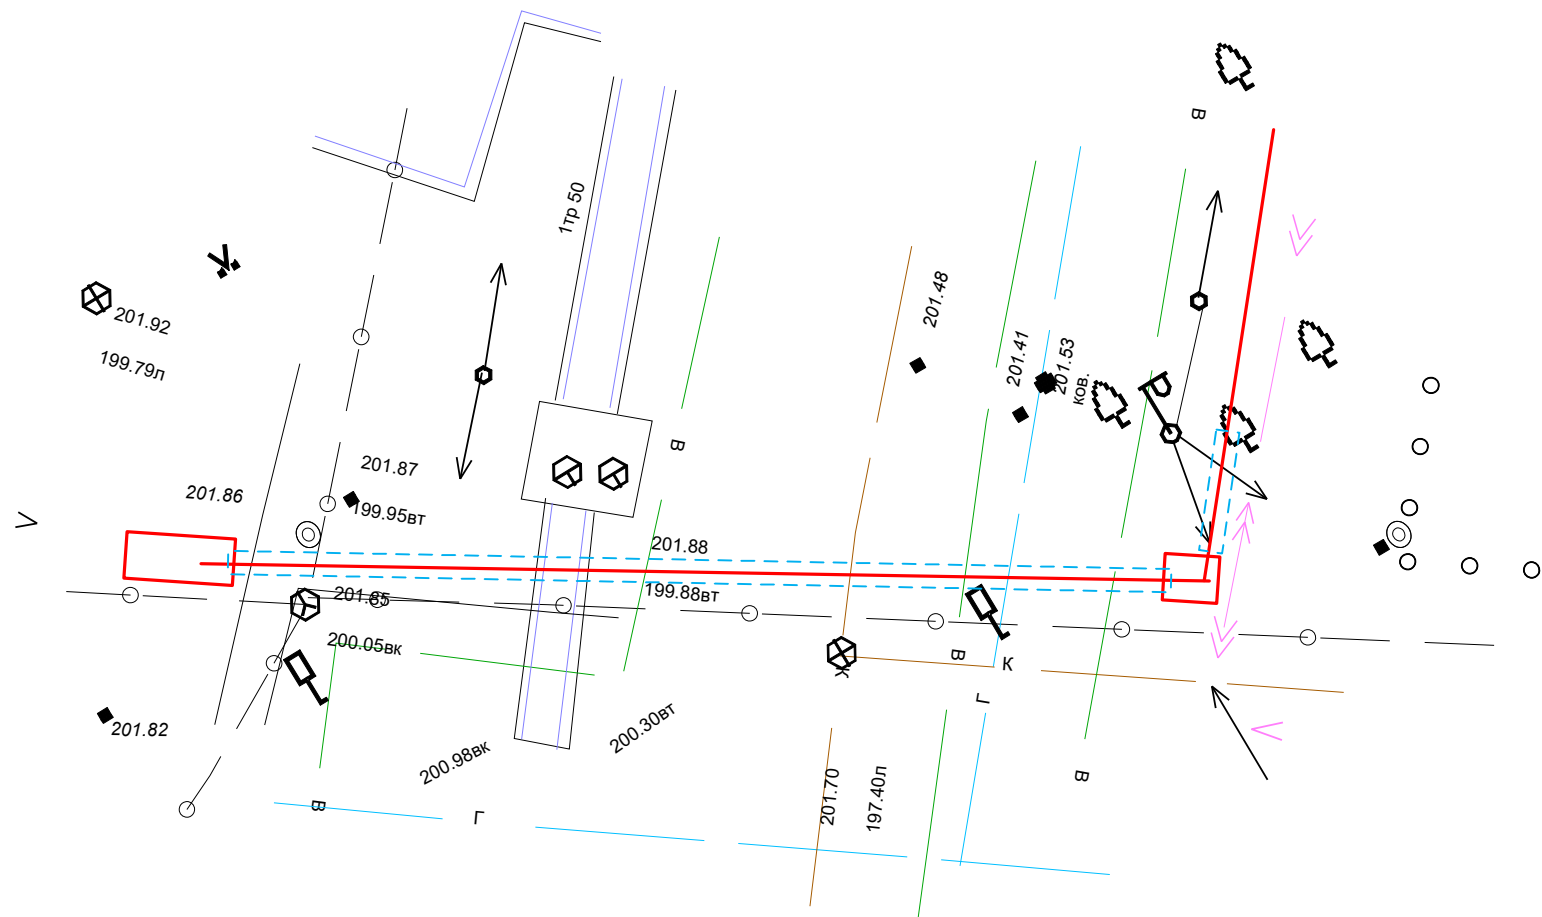 В
1тр 50
201.48
201.92
199.79л
201.41
201.53
ков.
В
201.87
201.86
199.95вт
201.88
199.88вт
201.85
200.05вк
В
К
К
Г
201.82
200.30вт
200.98вк
201.70
197.40л
В
В
Г